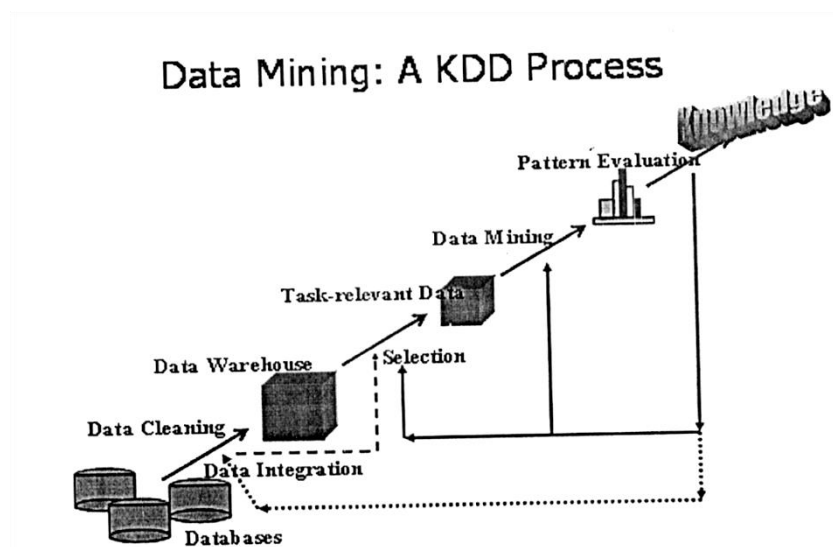 Data Mining: A KDD Process
Knowledge
Pattern Evaluation
Data Mining
Task-relevant Data
Data Warehouse
Selection
Data Cleaning
Data Integration
Databases